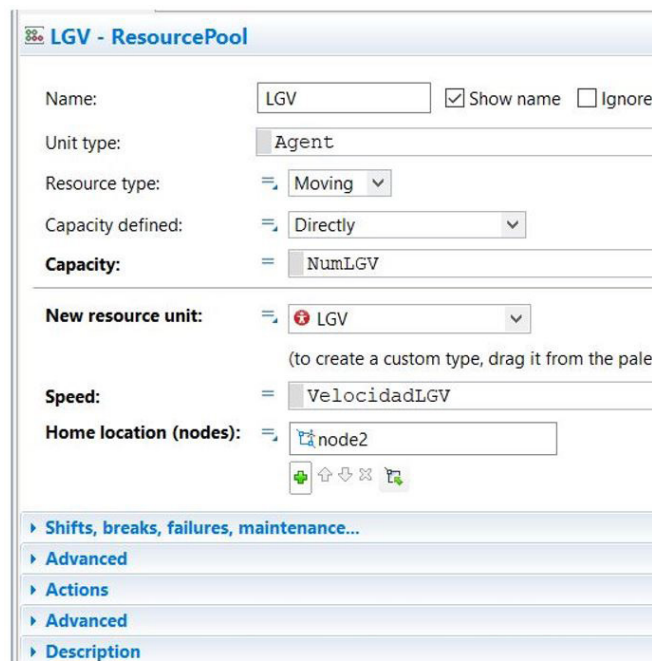 LGV - ResourcePool
Name: LGV Show name Ignore
Unit type: Agent
Resource type: Moving
Capacity defined: Directly
Capacity: NumLGV
New resource unit: LGV
(to create a custom type, drag it from the pale
Speed: VelocidadLGV
Home location (nodes): node2
Shifts, breaks, failures, maintenance...
Advanced
Actions
Advanced
Description